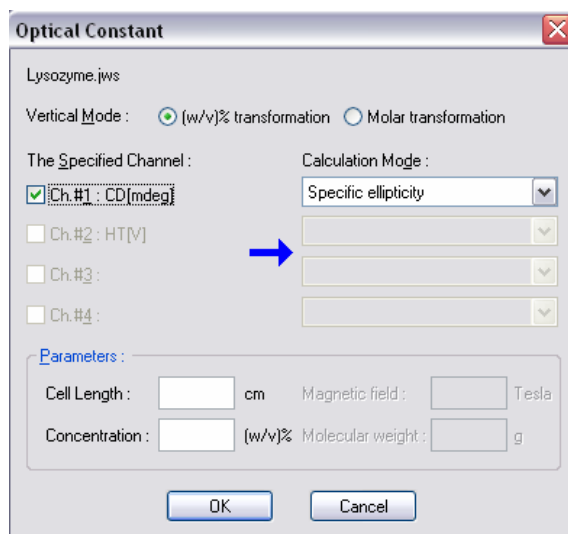 Optical Constant
Lysozyme.jws
Vertical Mode : (w/v)% transformation Molar transformation
The Specified Channel : Calculation Mode :
Ch.#1 : CD[mdeg] Specific ellipticity
Ch.#2 : HT[V]
Ch.#3 :
Ch.#4 :
Parameters :
Cell Length : cm Magnetic field : Tesla
Concentration : (w/v)% Molecular weight : g
OK Cancel